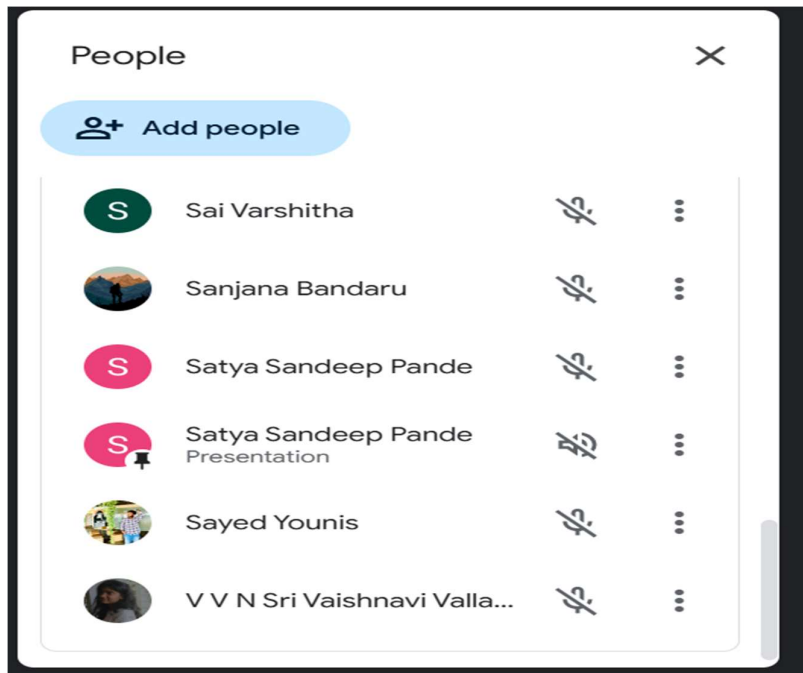 People
Add people
S Sai Varshitha
Sanjana Bandaru
S Satya Sandeep Pande
S Satya Sandeep Pande
Presentation
Sayed Younis
V V N Sri Vaishnavi Valla...